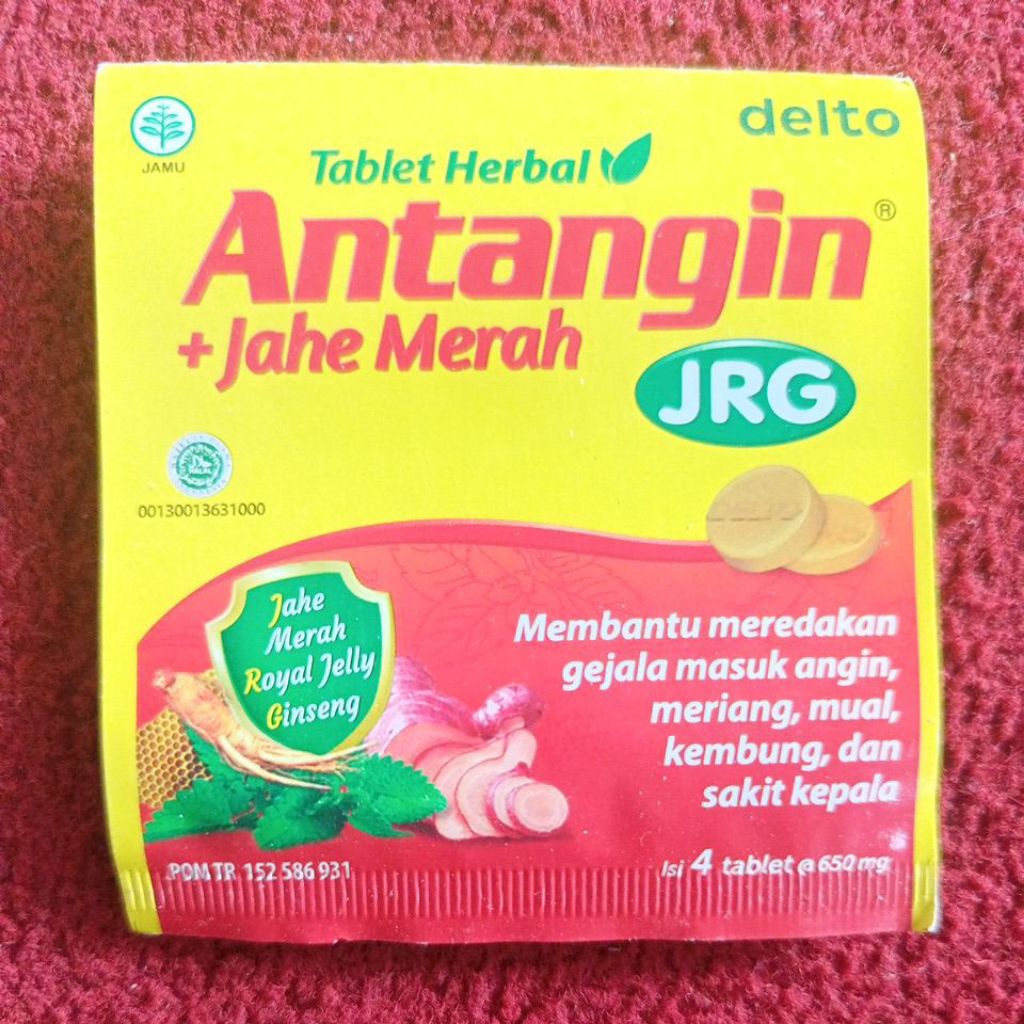 JAMU
delto
Tablet Herbal
Antangin®
+Jahe Merah
JRG
HALAL
00130013631000
Jahe
Merah
Royal Jelly
Ginseng
Membantu meredakan
gejala masuk angin,
meriang, mual,
kembung, dan
sakit kepala
POM TR 152 586 931
Isi 4 tablet @ 650 mg